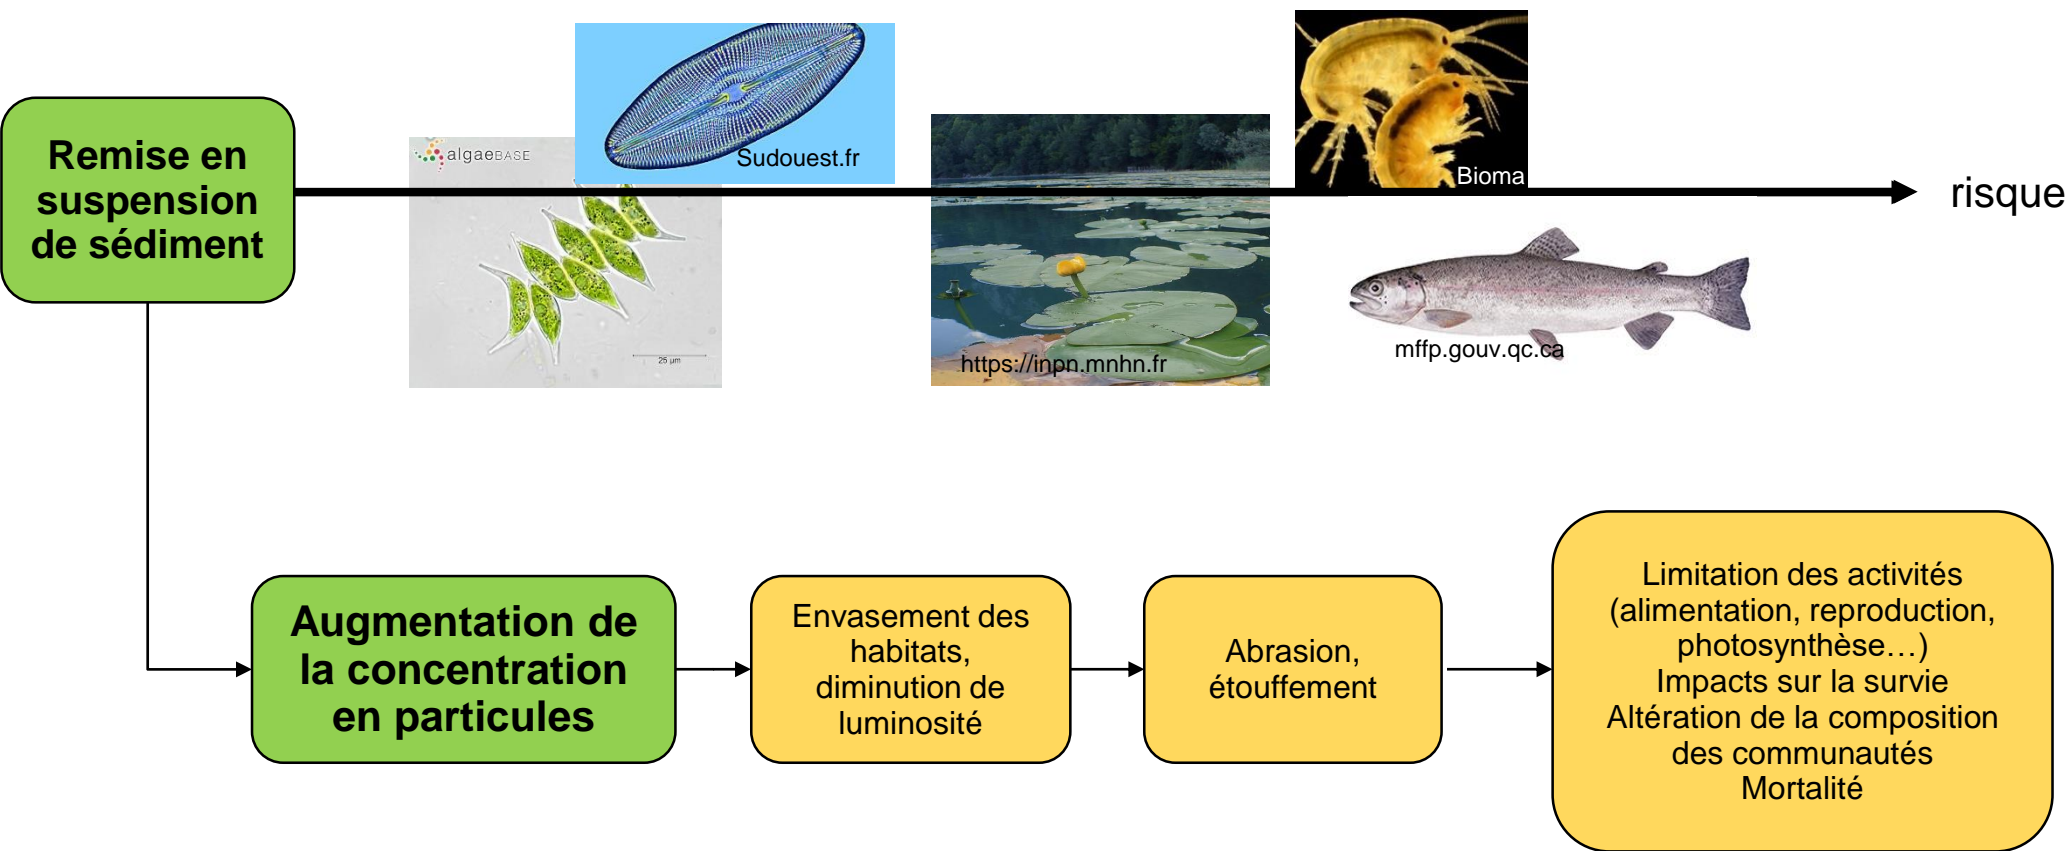 Remise en
suspension
de sédiment
algaeBASE
25 µm
Sudouest.fr
https://inpn.mnhn.fr
Bioma
mffp.gouv.qc.ca
risque
Augmentation de
la concentration
en particules
Envasement des
habitats,
diminution de
luminosité
Abrasion,
étouffement
Limitation des activités
(alimentation, reproduction,
photosynthèse…)
Impacts sur la survie
Altération de la composition
des communautés
Mortalité